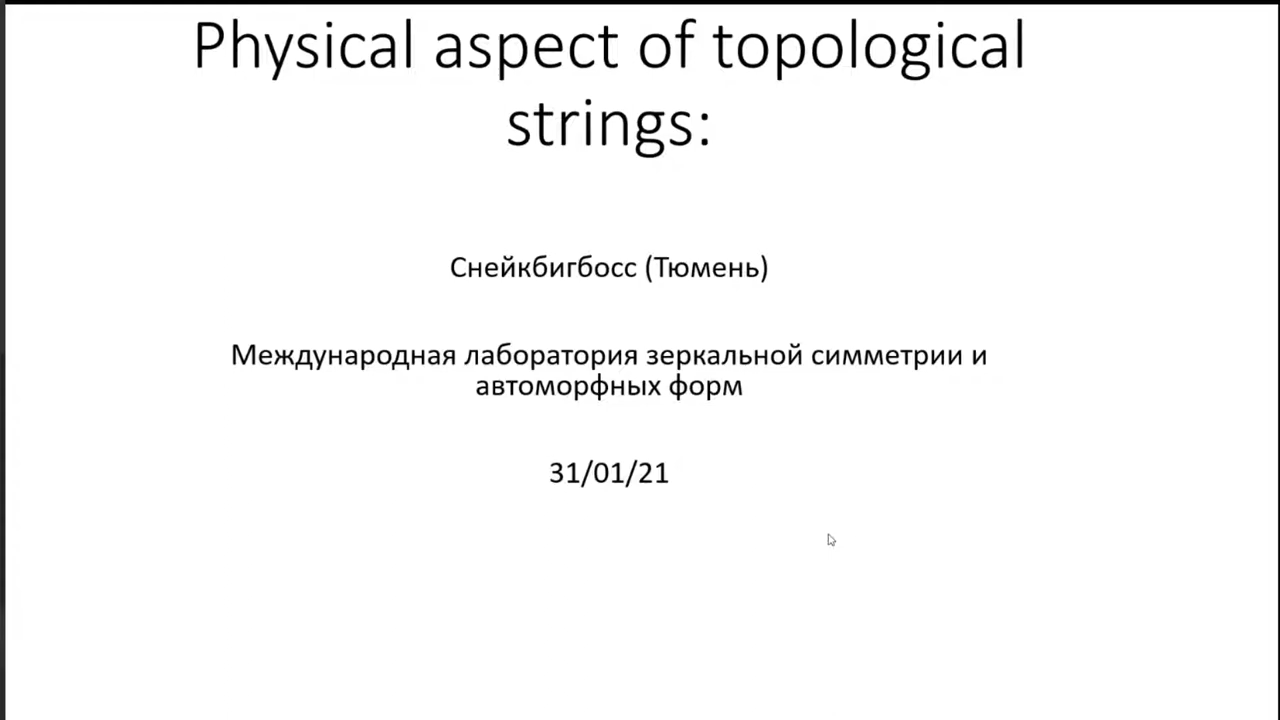 Physical aspect of topological
strings:
Снейкбигбосс (Тюмень)
Международная лаборатория зеркальной симметрии и
автоморфных форм
31/01/21